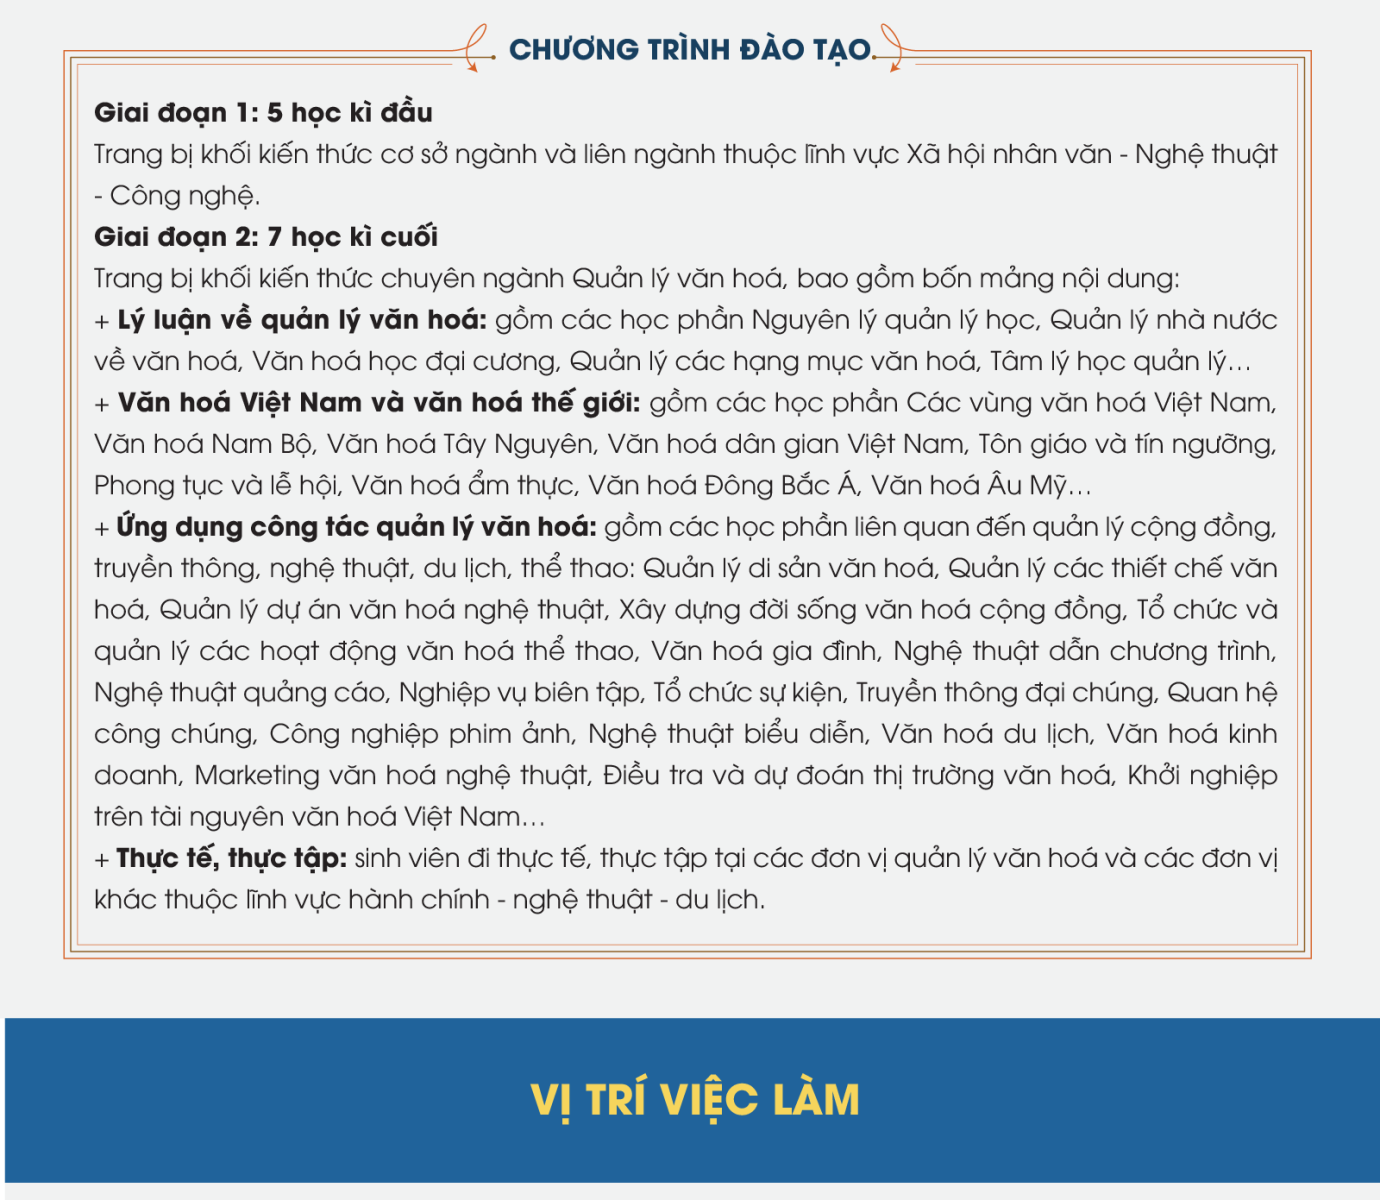 CHƯƠNG TRÌNH ĐÀO TẠO
Giai đoạn 1: 5 học kì đầu
Trang bị khối kiến thức cơ sở ngành và liên ngành thuộc lĩnh vực Xã hội nhân văn - Nghệ thuật
- Công nghệ.
Giai đoạn 2: 7 học kì cuối
Trang bị khối kiến thức chuyên ngành Quản lý văn hoá, bao gồm bốn mảng nội dung:
+ Lý luận về quản lý văn hoá: gồm các học phần Nguyên lý quản lý học, Quản lý nhà nước
về văn hoá, Văn hoá học đại cương, Quản lý các hạng mục văn hoá, Tâm lý học quản lý...
+ Văn hoá Việt Nam và văn hoá thế giới: gồm các học phần Các vùng văn hoá Việt Nam,
Văn hoá Nam Bộ, Văn hoá Tây Nguyên, Văn hoá dân gian Việt Nam, Tôn giáo và tín ngưỡng,
Phong tục và lễ hội, Văn hoá ẩm thực, Văn hoá Đông Bắc Á, Văn hoá Âu Mỹ...
+ Ứng dụng công tác quản lý văn hoá: gồm các học phần liên quan đến quản lý cộng đồng,
truyền thông, nghệ thuật, du lịch, thể thao: Quản lý di sản văn hoá, Quản lý các thiết chế văn
hoá, Quản lý dự án văn hoá nghệ thuật, Xây dựng đời sống văn hoá cộng đồng, Tổ chức và
quản lý các hoạt động văn hoá thể thao, Văn hoá gia đình, Nghệ thuật dẫn chương trình,
Nghệ thuật quảng cáo, Nghiệp vụ biên tập, Tổ chức sự kiện, Truyền thông đại chúng, Quan hệ
công chúng, Công nghiệp phim ảnh, Nghệ thuật biểu diễn, Văn hoá du lịch, Văn hoá kinh
doanh, Marketing văn hoá nghệ thuật, Điều tra và dự đoán thị trường văn hoá, Khởi nghiệp
trên tài nguyên văn hoá Việt Nam...
+ Thực tế, thực tập: sinh viên đi thực tế, thực tập tại các đơn vị quản lý văn hoá và các đơn vị
khác thuộc lĩnh vực hành chính - nghệ thuật - du lịch.
VỊ TRÍ VIỆC LÀM